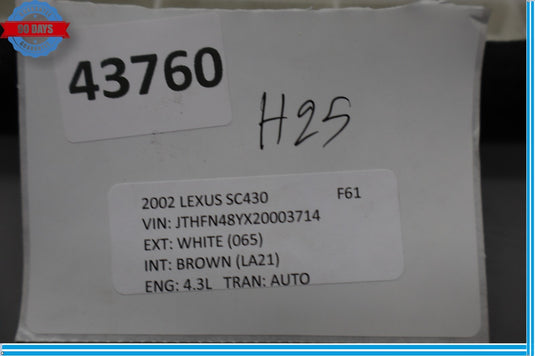 90 DAYS
43760
H25
2002 LEXUS SC430 F61
VIN: JTHFN48YX20003714
EXT: WHITE (065)
INT: BROWN (LA21)
ENG: 4.3L TRAN: AUTO